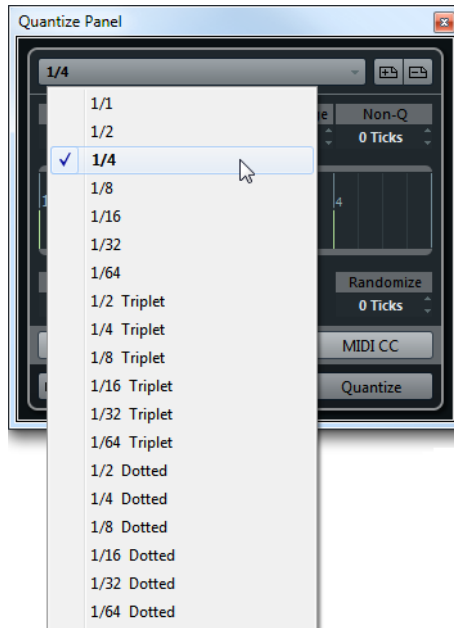 Quantize Panel
1/4
1/1
1/2
1/4
1/8
1/16
1/32
1/64
1/2 Triplet
1/4 Triplet
1/8 Triplet
1/16 Triplet
1/32 Triplet
1/64 Triplet
1/2 Dotted
1/4 Dotted
1/8 Dotted
1/16 Dotted
1/32 Dotted
1/64 Dotted
Non-Q
0 Ticks
4
Randomize
0 Ticks
MIDI CC
Quantize